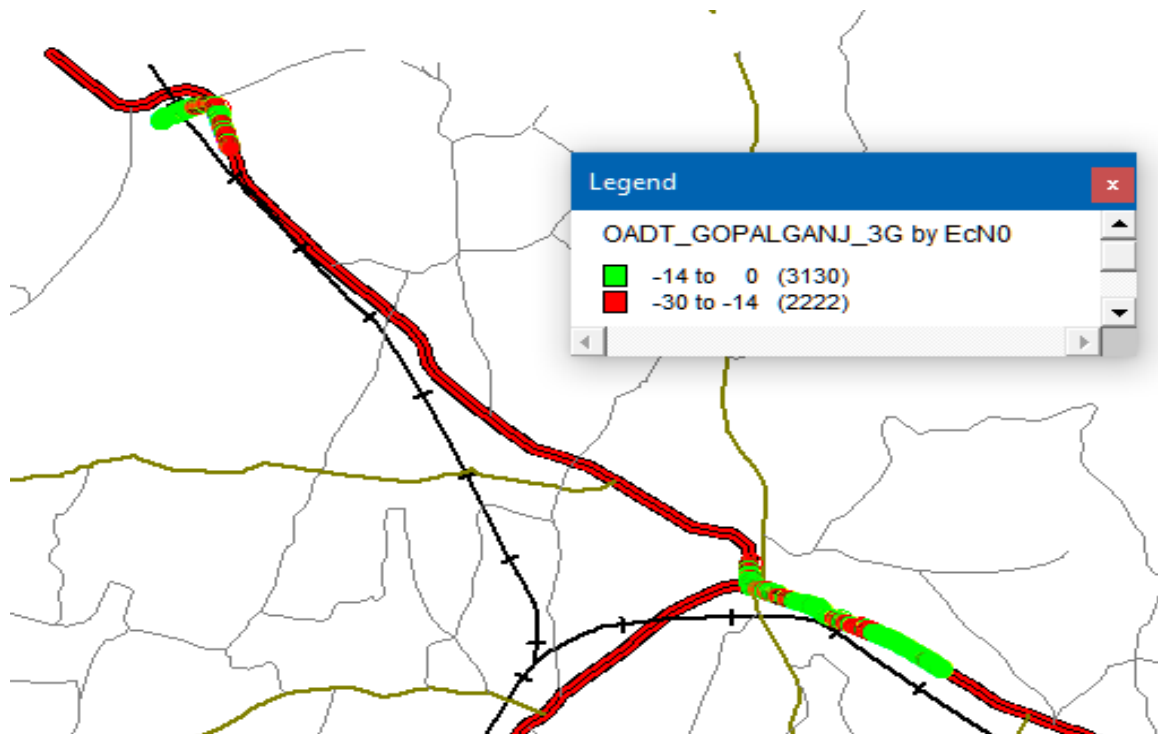 Legend
x
OADT_GOPALGANJ_3G by EcN0
-14 to 0 (3130)
-30 to -14 (2222)